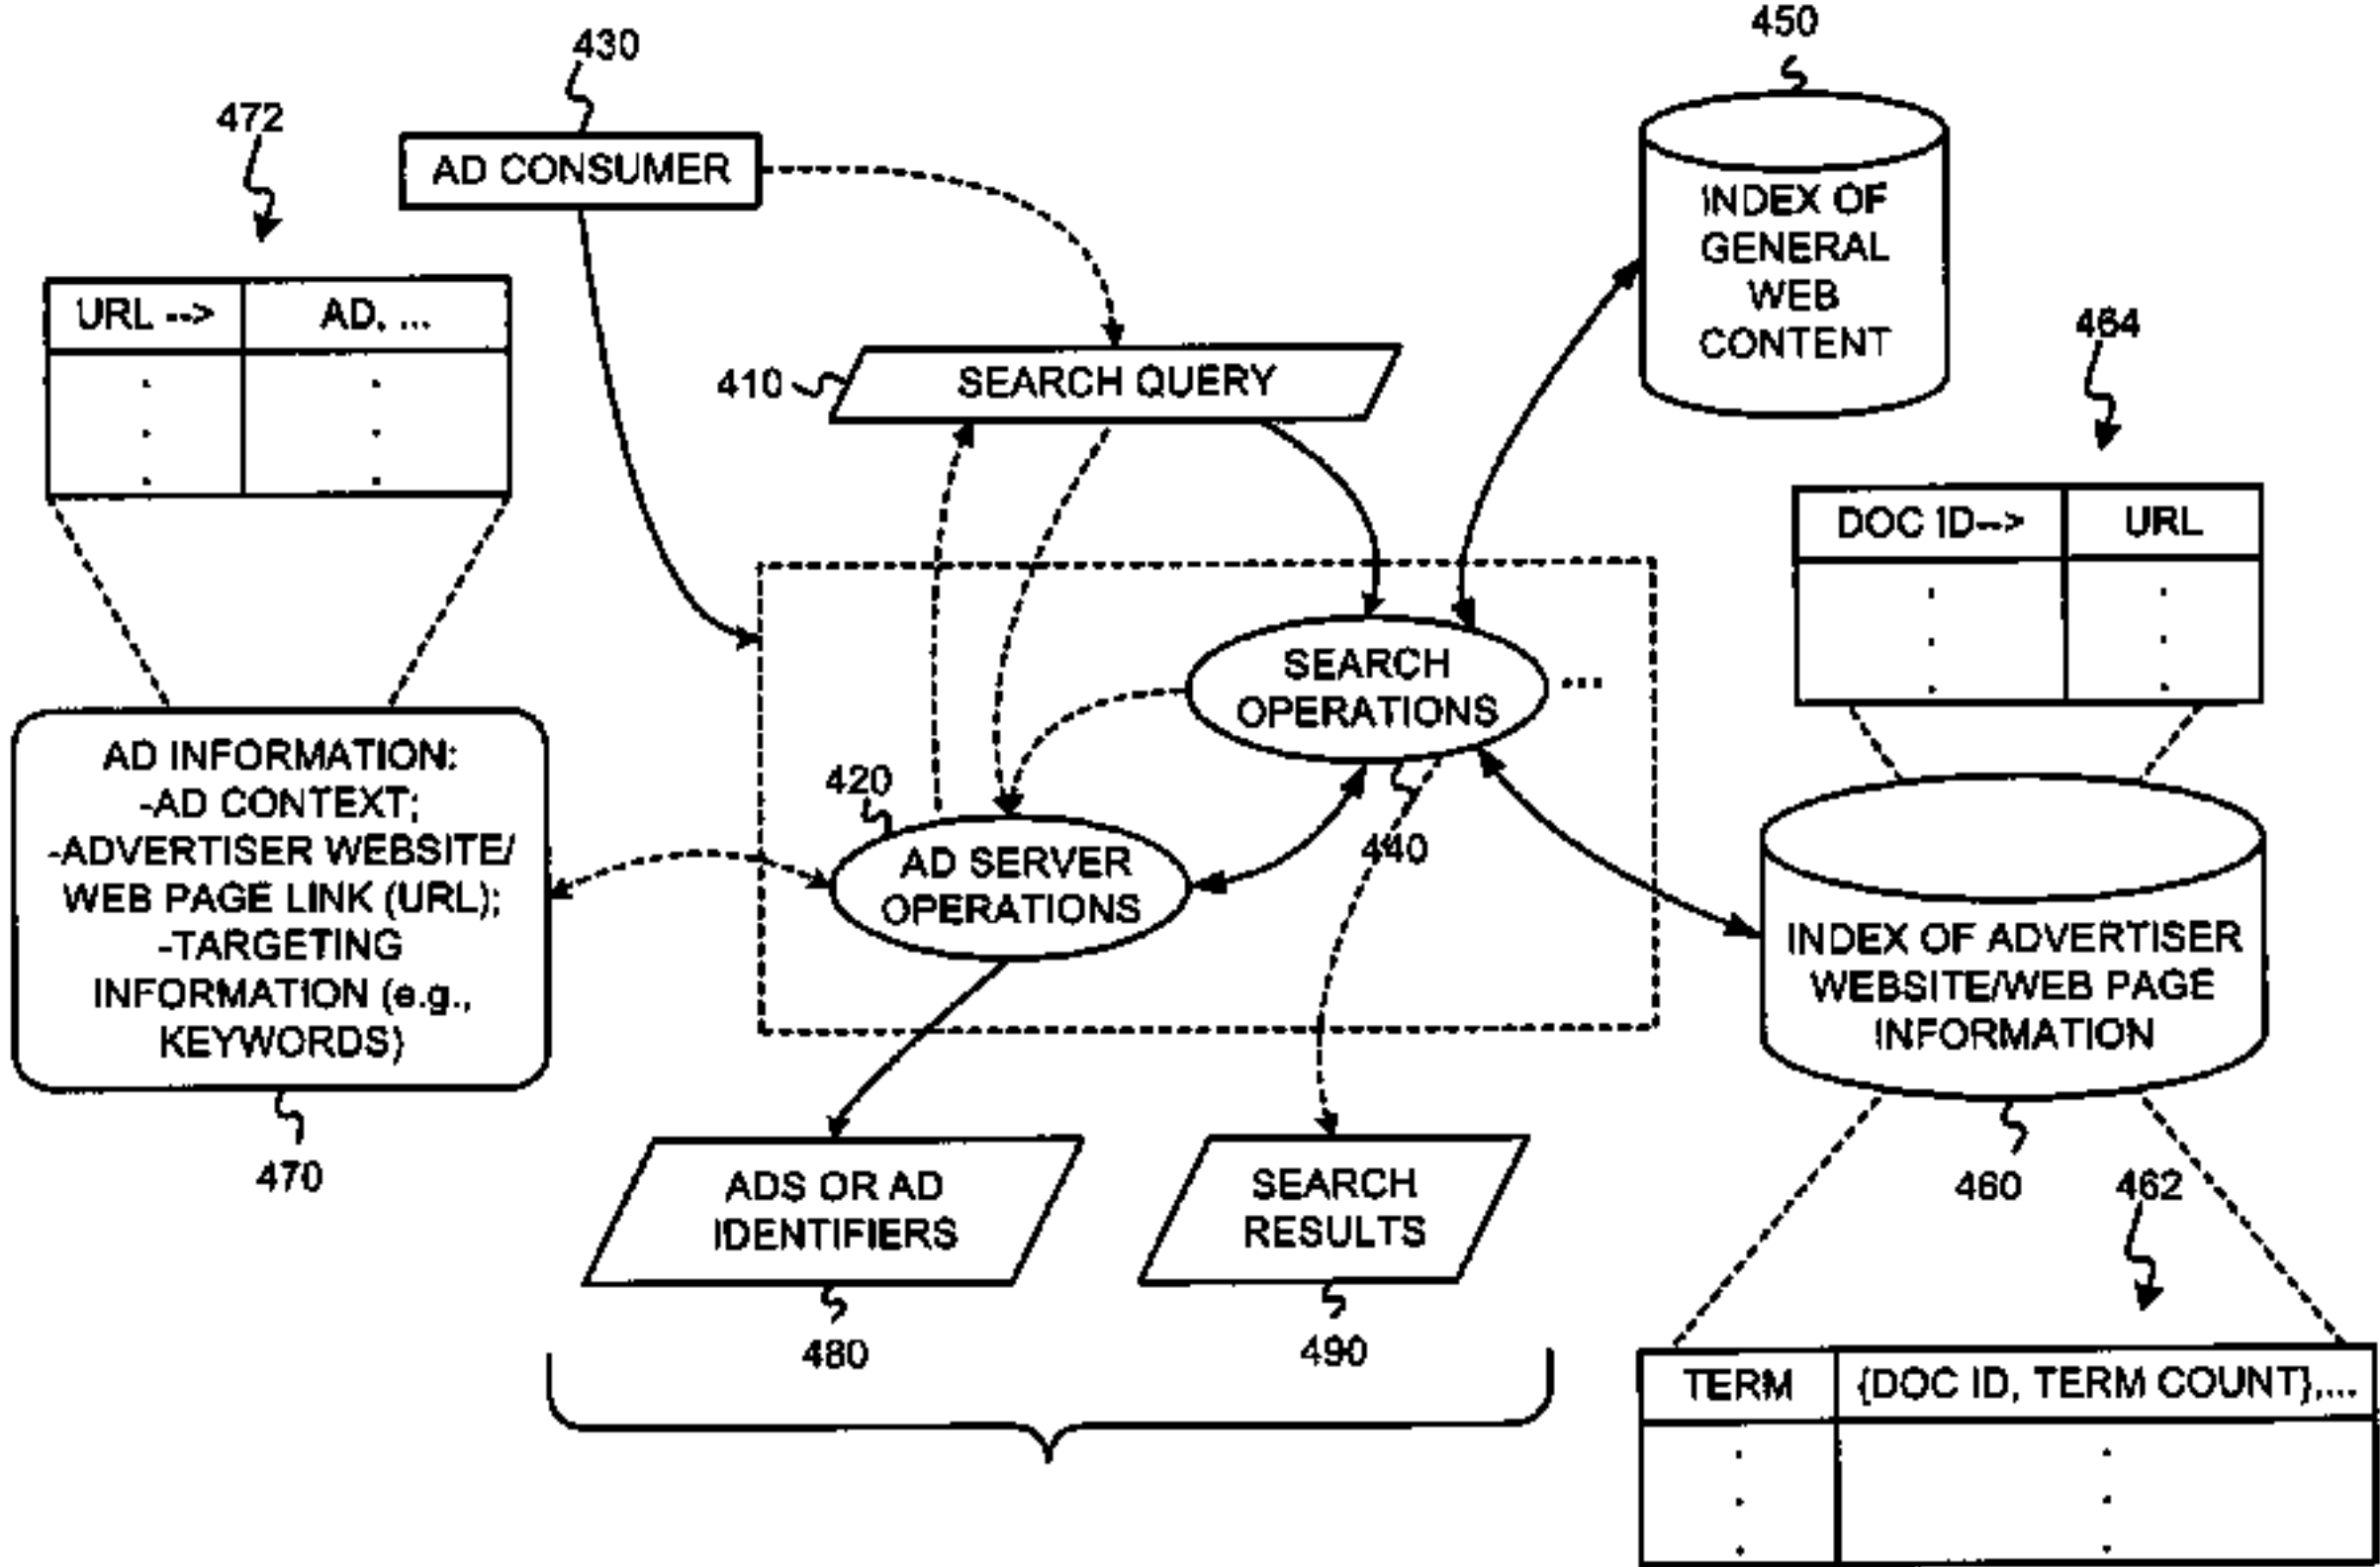 430
450
472
AD CONSUMER
INDEX OF
GENERAL
WEB
CONTENT
URL -->
AD, ...
464
410
SEARCH QUERY
DOC ID-->
URL
SEARCH
OPERATIONS
...
AD INFORMATION:
-AD CONTEXT;
-ADVERTISER WEBSITE/
WEB PAGE LINK (URL);
-TARGETING
INFORMATION (e.g.,
KEYWORDS)
420
440
AD SERVER
OPERATIONS
INDEX OF ADVERTISER
WEBSITE/WEB PAGE
INFORMATION
470
ADS OR AD
IDENTIFIERS
SEARCH
RESULTS
460
462
480
490
TERM
{DOC ID, TERM COUNT},....